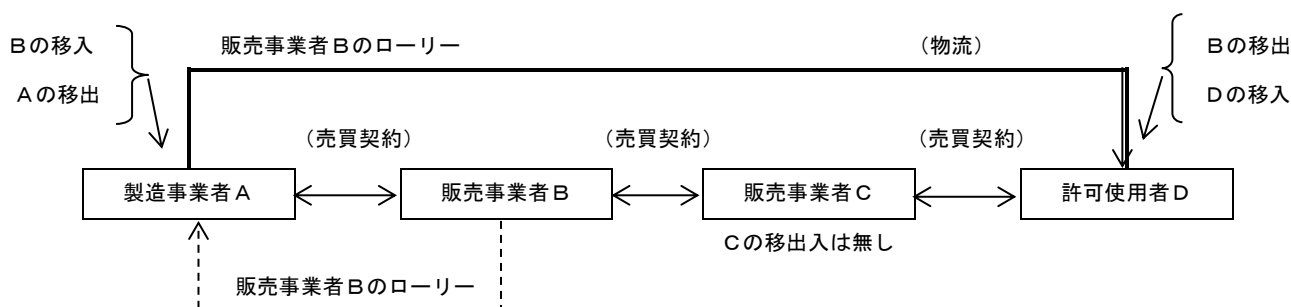 Bの移入
Aの移出
販売事業者Bのローリー
（物流）
Bの移出
Dの移入
（売買契約）
（売買契約）
（売買契約）
製造事業者A
販売事業者B
販売事業者C
許可使用者D
Cの移出入は無し
販売事業者Bのローリー